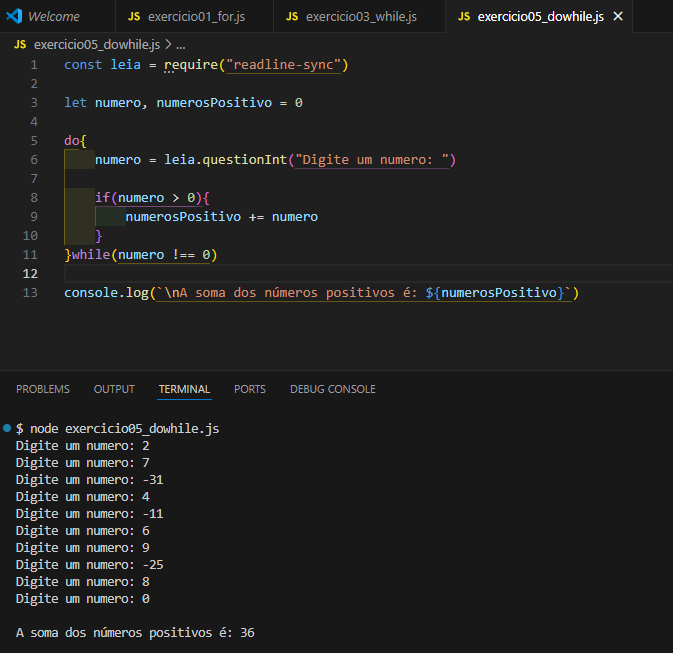 Welcome JS exercicio01_for.js JS exercicio03_while.js JS exercicio05_dowhile.js ✕
JS exercicio05_dowhile.js > ...
1 const leia = require("readline-sync")
2
3 let numero, numerosPositivo = 0
4
5 do{
6 numero = leia.questionInt("Digite um numero: ")
7
8 if(numero > 0){
9 numerosPositivo += numero
10 }
11 }while(numero !== 0)
12
13 console.log(`\nA soma dos números positivos é: ${numerosPositivo}`)
PROBLEMS OUTPUT TERMINAL PORTS DEBUG CONSOLE
$ node exercicio05_dowhile.js
Digite um numero: 2
Digite um numero: 7
Digite um numero: -31
Digite um numero: 4
Digite um numero: -11
Digite um numero: 6
Digite um numero: 9
Digite um numero: -25
Digite um numero: 8
Digite um numero: 0
A soma dos números positivos é: 36